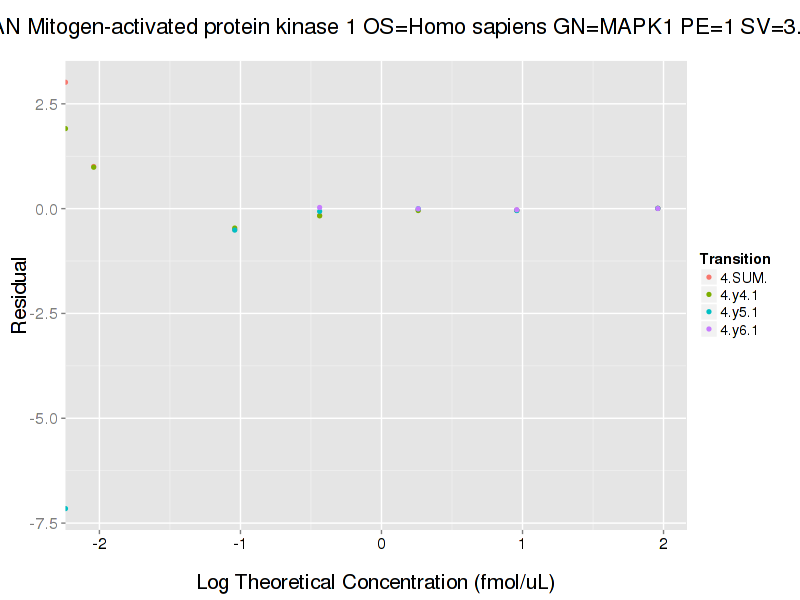 Mitogen-activated protein kinase 1 OS=Homo sapiens GN=MAPK1 PE=1 SV=3.
2.5
0.0
-2.5
-5.0
-7.5
Residual
-2 -1 0 1 2
Log Theoretical Concentration (fmol/uL)
Transition
4.SUM.
4.y4.1
4.y5.1
4.y6.1